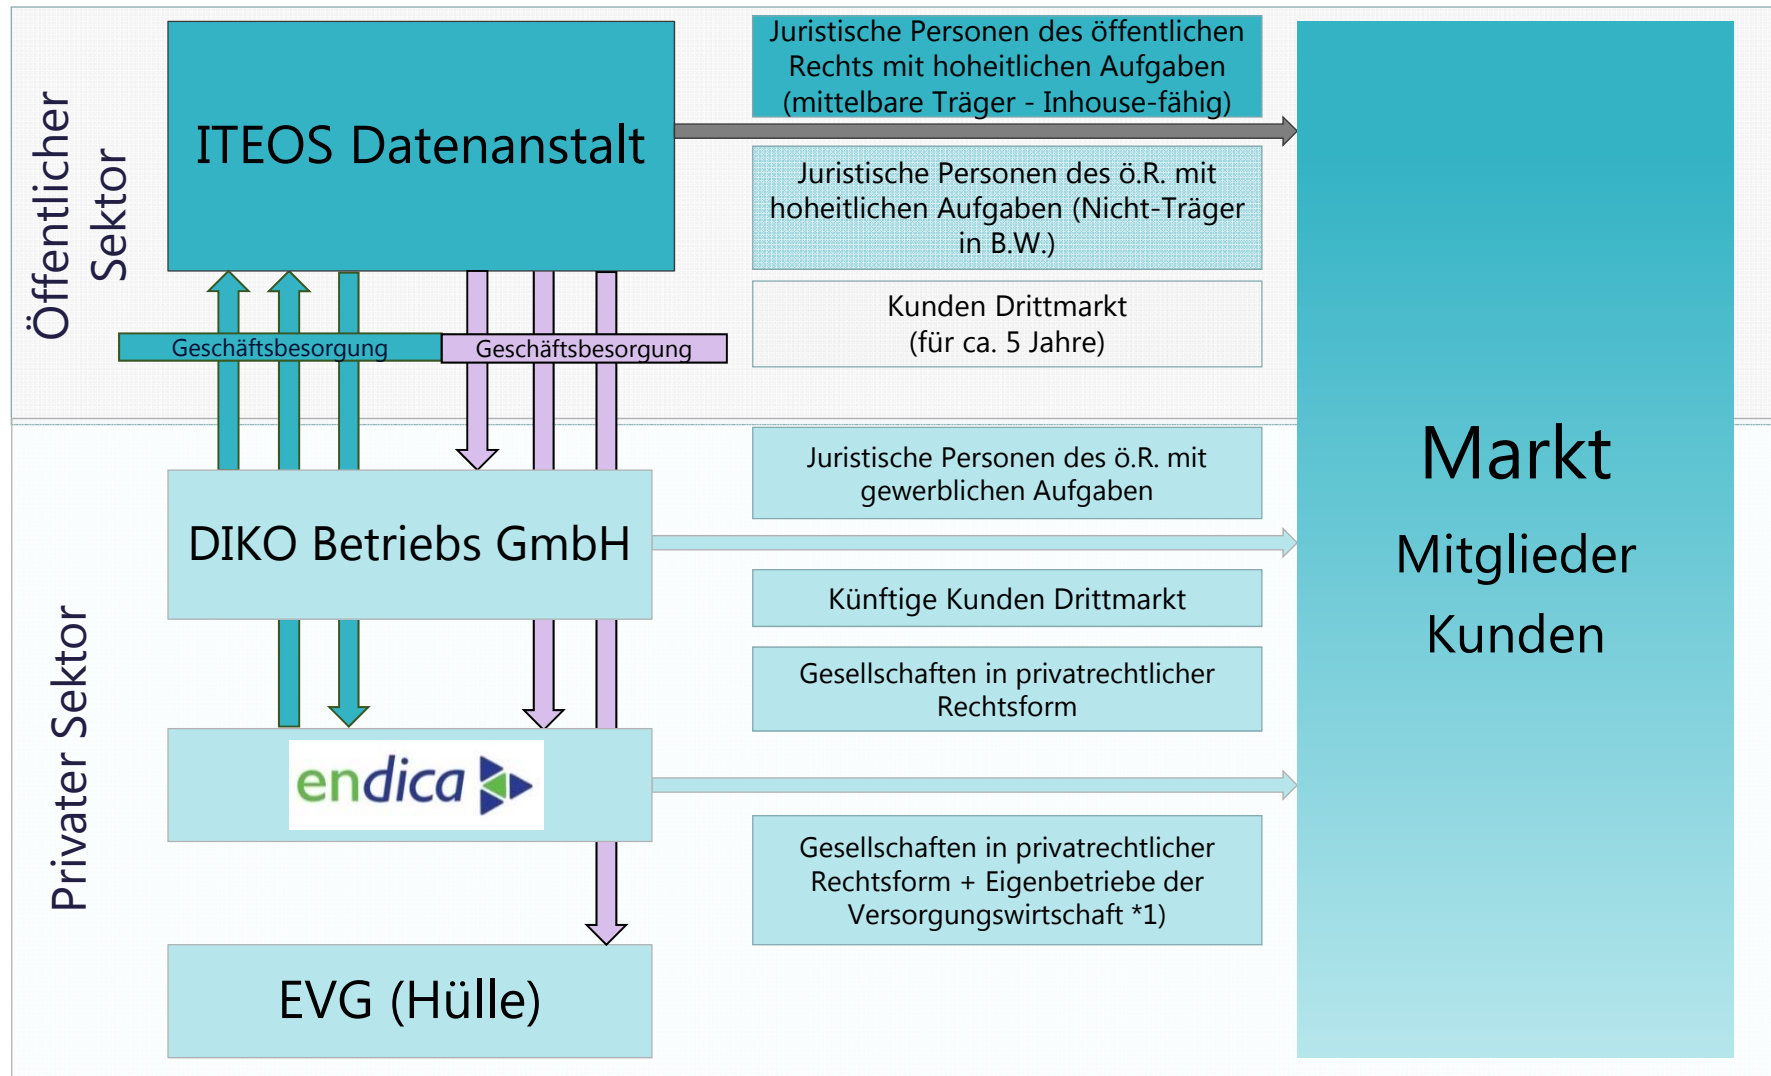 Öffentlicher
Sektor
ITEOS Datenanstalt
Juristische Personen des öffentlichen
Rechts mit hoheitlichen Aufgaben
(mittelbare Träger - Inhouse-fähig)
Juristische Personen des ö.R. mit
hoheitlichen Aufgaben (Nicht-Träger
in B.W.)
Kunden Drittmarkt
(für ca. 5 Jahre)
Geschäftsbesorgung
Geschäftsbesorgung
Privater Sektor
DIKO Betriebs GmbH
Juristische Personen des ö.R. mit
gewerblichen Aufgaben
Künftige Kunden Drittmarkt
Gesellschaften in privatrechtlicher
Rechtsform
endica
Gesellschaften in privatrechtlicher
Rechtsform + Eigenbetriebe der
Versorgungswirtschaft *1)
EVG (Hülle)
Markt
Mitglieder
Kunden